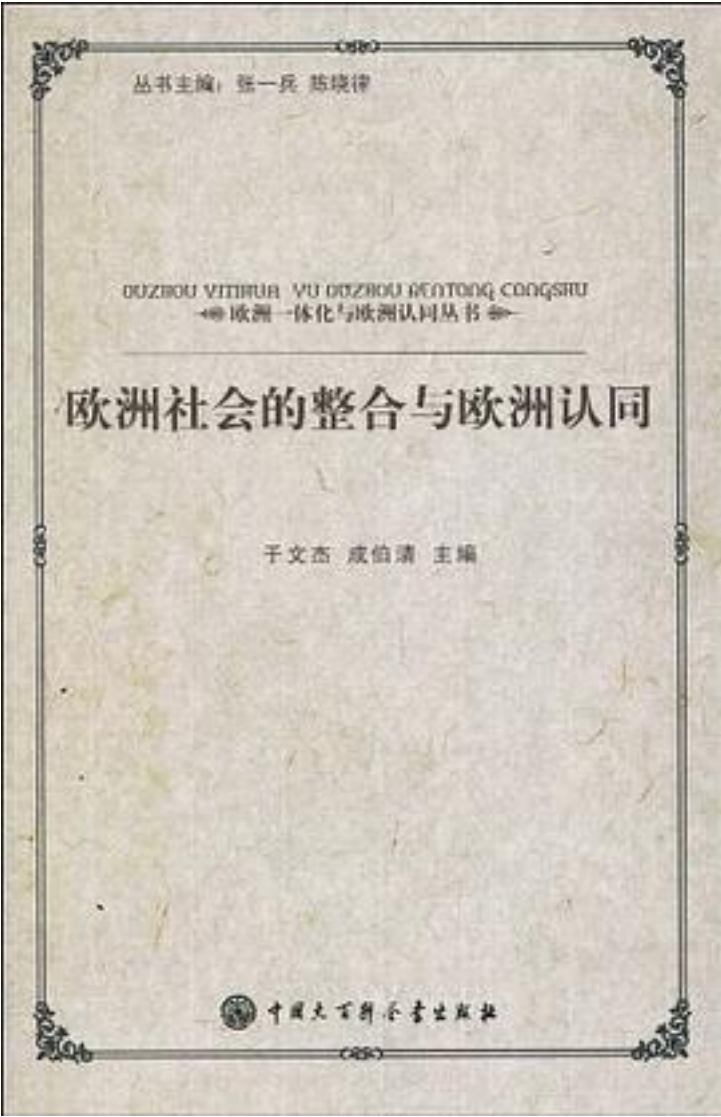 丛书主编：张一兵 陈晓律
OUZHOU YITIHUA YU OUZHOU RENTONG CONGSHU
欧洲一体化与欧洲认同丛书
欧洲社会的整合与欧洲认同
于文杰 成伯清 主编
中国大百科全书出版社